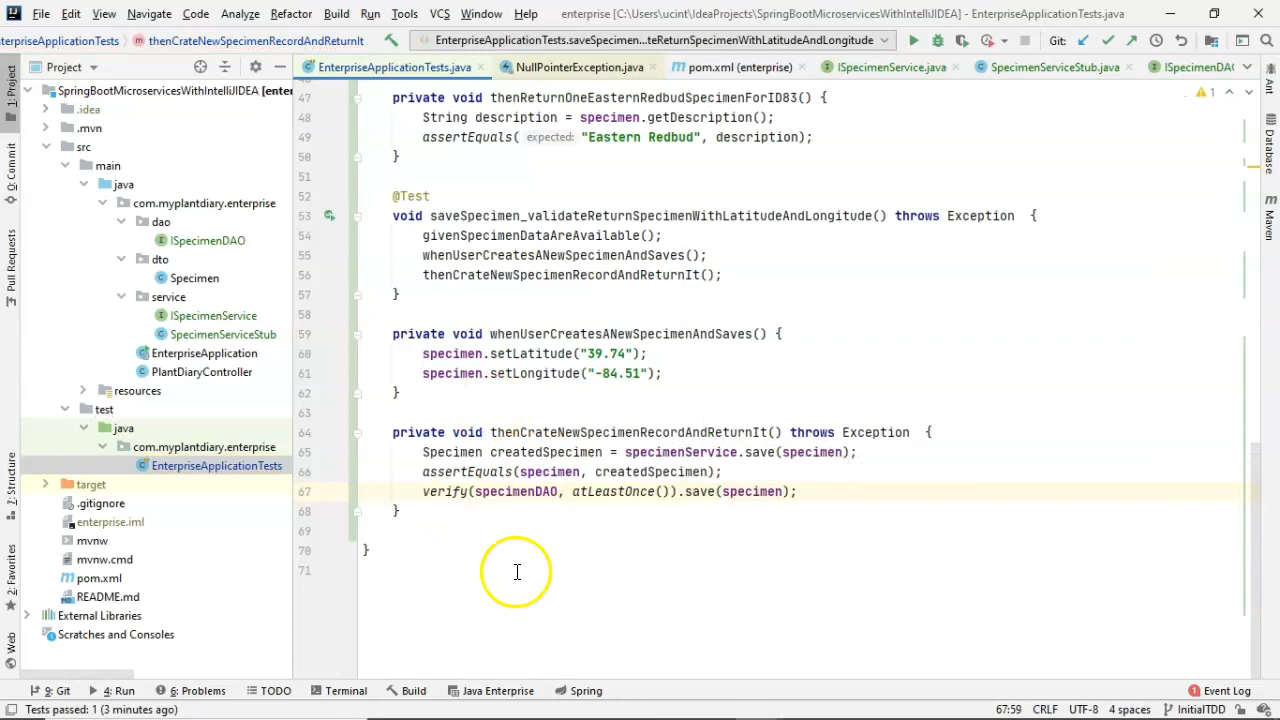 File Edit View Navigate Code Analyze Refactor Build Run Tools VCS Window Help enterprise [C:\Users\ucint\IdeaProjects\SpringBootMicroservicesWithIntelliJIDEA] - EnterpriseApplicationTests.java
enterpriseApplicationTests thenCrateNewSpecimenRecordAndReturnIt EnterpriseApplicationTests.saveSpecimen...teReturnSpecimenWithLatitudeAndLongitude Git:
Project EnterpriseApplicationTests.java NullPointerException.java pom.xml (enterprise) ISpecimenService.java SpecimenServiceStub.java ISpecimenDAO
SpringBootMicroservicesWithIntelliJIDEA [enter
.idea
.mvn
src
main
java
com.myplantdiary.enterprise
dao
ISpecimenDAO
dto
Specimen
service
ISpecimenService
SpecimenServiceStub
EnterpriseApplication
PlantDiaryController
resources
test
java
com.myplantdiary.enterprise
EnterpriseApplicationTests
target
.gitignore
enterprise.iml
mvnw
mvnw.cmd
pom.xml
README.md
External Libraries
Scratches and Consoles
1: Project
0: Commit
Pull Requests
7: Structure
2: Favorites
Web
1
46
47 private void thenReturnOneEasternRedbudSpecimenForID83() {
48 String description = specimen.getDescription();
49 assertEquals( expected: "Eastern Redbud", description);
50 }
51
52 @Test
53 void saveSpecimen_validateReturnSpecimenWithLatitudeAndLongitude() throws Exception {
54 givenSpecimenDataAreAvailable();
55 whenUserCreatesANewSpecimenAndSaves();
56 thenCrateNewSpecimenRecordAndReturnIt();
57 }
58
59 private void whenUserCreatesANewSpecimenAndSaves() {
60 specimen.setLatitude("39.74");
61 specimen.setLongitude("-84.51");
62 }
63
64 private void thenCrateNewSpecimenRecordAndReturnIt() throws Exception {
65 Specimen createdSpecimen = specimenService.save(specimen);
66 assertEquals(specimen, createdSpecimen);
67 verify(specimenDAO, atLeastOnce()).save(specimen);
68 }
69
70 }
71
Ant
Database
Maven
9: Git 4: Run 6: Problems TODO Terminal Build Java Enterprise Spring 1 Event Log
Tests passed: 1 (3 minutes ago) 67:59 CRLF UTF-8 4 spaces InitialTDD